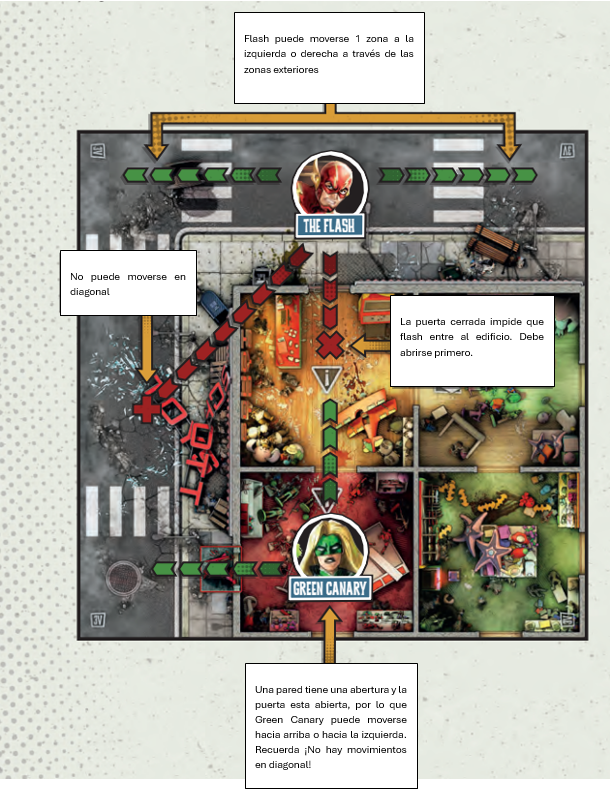 Flash puede moverse 1 zona a la
izquierda o derecha a través de las
zonas exteriores
3V
THE FLASH
No puede moverse en
diagonal
La puerta cerrada impide que
flash entre al edificio. Debe
abrirse primero.
GREEN CANARY
3V
Una pared tiene una abertura y la
puerta esta abierta, por lo que
Green Canary puede moverse
hacia arriba o hacia la izquierda.
Recuerda ¡No hay movimientos
en diagonal!